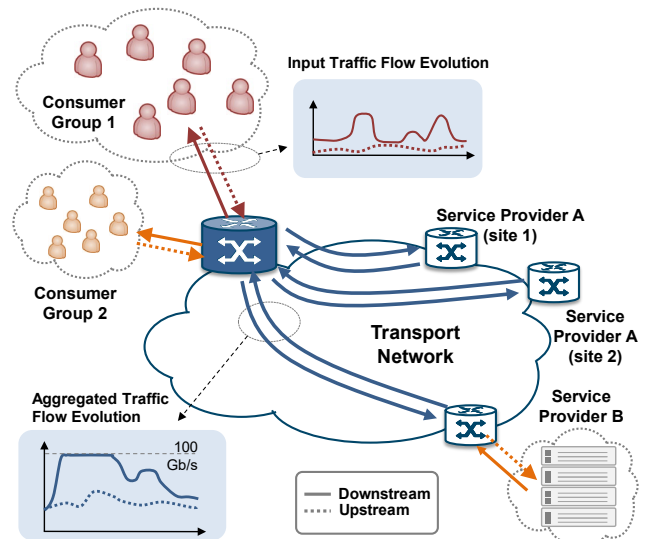 Consumer
Group 1
Input Traffic Flow Evolution
Service Provider A
(site 1)
Consumer
Group 2
Transport
Network
Service
Provider A
(site 2)
Aggregated Traffic
Flow Evolution
100
Gb/s
Service
Provider B
Downstream
Upstream